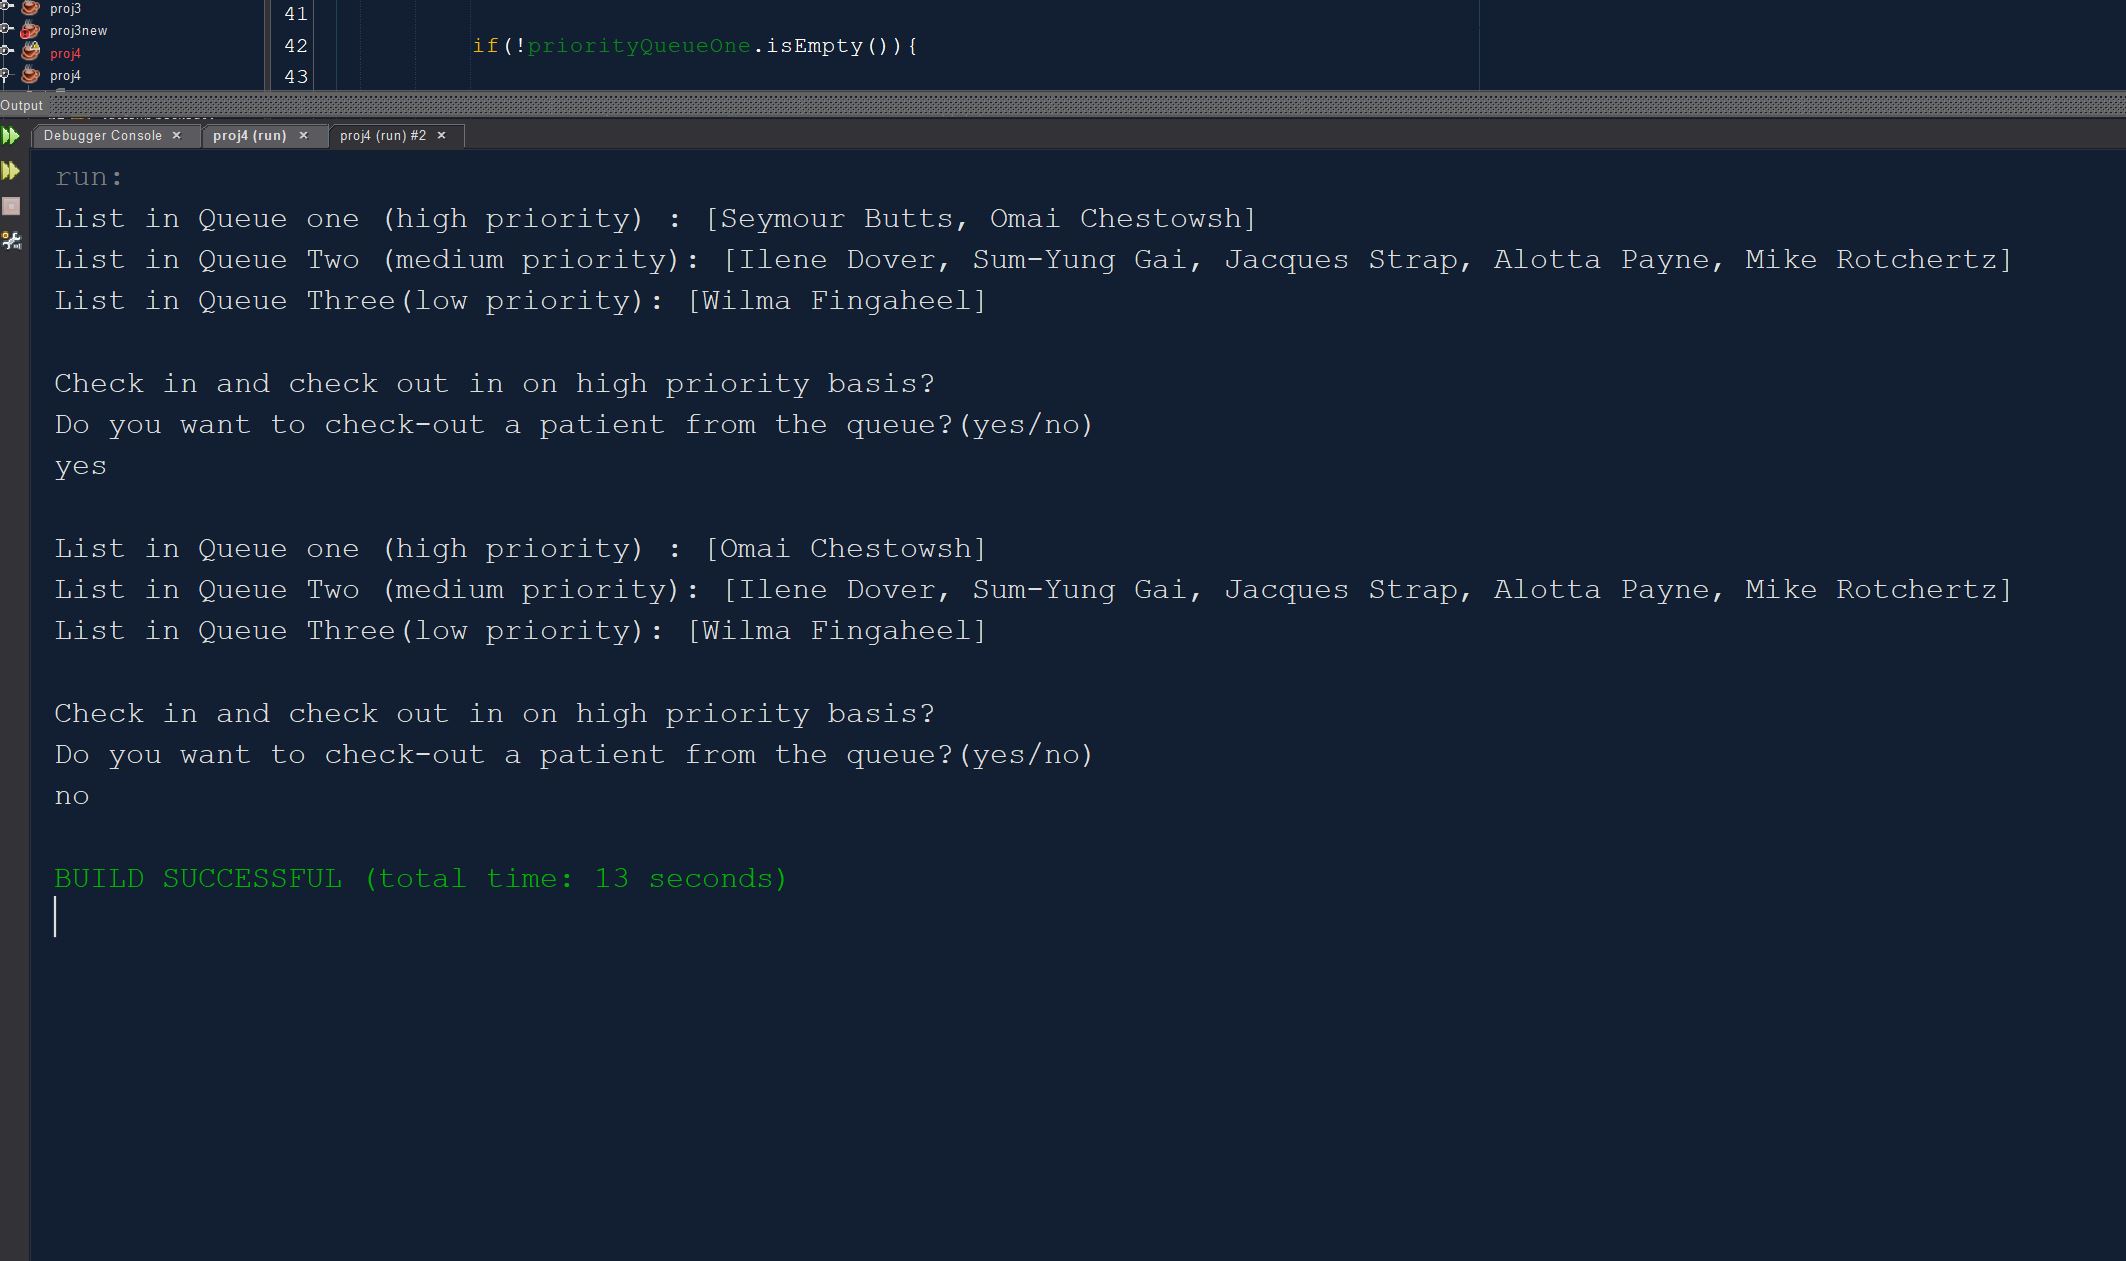 proj3
proj3new
proj4
proj4
41
42 if(!priorityQueueOne.isEmpty()){
43
Output
Debugger Console × proj4 (run) × proj4 (run) #2 ×
run:
List in Queue one (high priority) : [Seymour Butts, Omai Chestowsh]
List in Queue Two (medium priority): [Ilene Dover, Sum-Yung Gai, Jacques Strap, Alotta Payne, Mike Rotchertz]
List in Queue Three(low priority): [Wilma Fingaheel]
Check in and check out in on high priority basis?
Do you want to check-out a patient from the queue?(yes/no)
yes
List in Queue one (high priority) : [Omai Chestowsh]
List in Queue Two (medium priority): [Ilene Dover, Sum-Yung Gai, Jacques Strap, Alotta Payne, Mike Rotchertz]
List in Queue Three(low priority): [Wilma Fingaheel]
Check in and check out in on high priority basis?
Do you want to check-out a patient from the queue?(yes/no)
no
BUILD SUCCESSFUL (total time: 13 seconds)